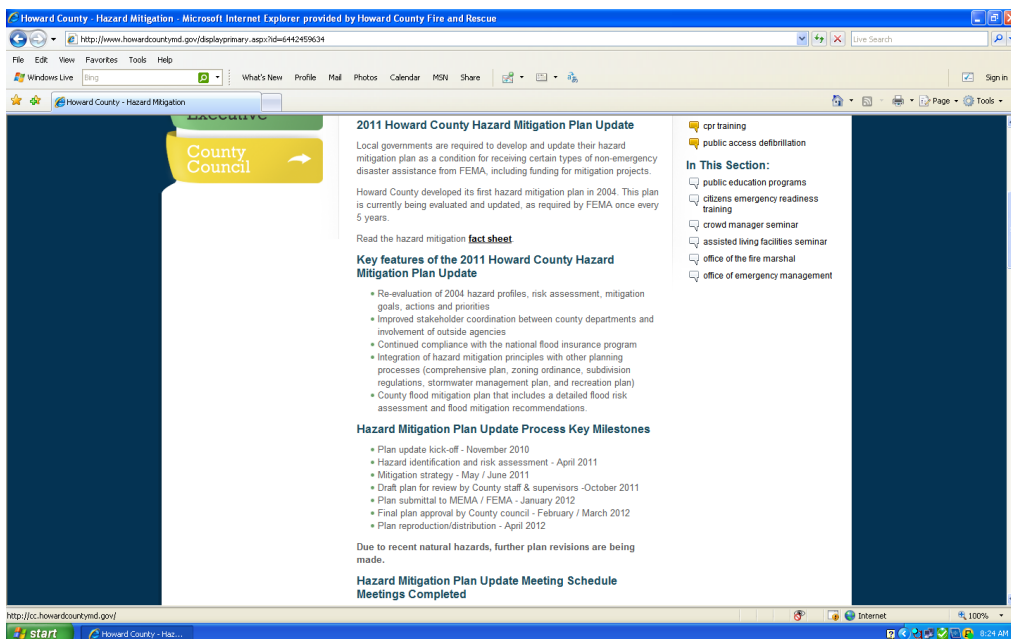 Howard County - Hazard Mitigation - Microsoft Internet Explorer provided by Howard County Fire and Rescue
http://www.howardcountymd.gov/displayprimary.aspx?id=6442459634
Live Search
File Edit View Favorites Tools Help
Windows Live Bing What's New Profile Mail Photos Calendar MSN Share Sign in
Howard County - Hazard Mitigation
Page Tools
Executive
County
Council
2011 Howard County Hazard Mitigation Plan Update
Local governments are required to develop and update their hazard
mitigation plan as a condition for receiving certain types of non-emergency
disaster assistance from FEMA, including funding for mitigation projects.
Howard County developed its first hazard mitigation plan in 2004. This plan
is currently being evaluated and updated, as required by FEMA once every
5 years.
Read the hazard mitigation fact sheet.
Key features of the 2011 Howard County Hazard
Mitigation Plan Update
• Re-evaluation of 2004 hazard profiles, risk assessment, mitigation
goals, actions and priorities
• Improved stakeholder coordination between county departments and
involvement of outside agencies
• Continued compliance with the national flood insurance program
• Integration of hazard mitigation principles with other planning
processes (comprehensive plan, zoning ordinance, subdivision
regulations, stormwater management plan, and recreation plan)
• County flood mitigation plan that includes a detailed flood risk
assessment and flood mitigation recommendations.
Hazard Mitigation Plan Update Process Key Milestones
• Plan update kick-off - November 2010
• Hazard identification and risk assessment - April 2011
• Mitigation strategy - May / June 2011
• Draft plan for review by County staff & supervisors -October 2011
• Plan submittal to MEMA / FEMA - January 2012
• Final plan approval by County council - February / March 2012
• Plan reproduction/distribution - April 2012
Due to recent natural hazards, further plan revisions are being
made.
Hazard Mitigation Plan Update Meeting Schedule
Meetings Completed
cpr training
public access defibrillation
In This Section:
public education programs
citizens emergency readiness
training
crowd manager seminar
assisted living facilities seminar
office of the fire marshal
office of emergency management
http://cc.howardcountymd.gov/
Internet
100%
start
Howard County - Haz...
8:24 AM